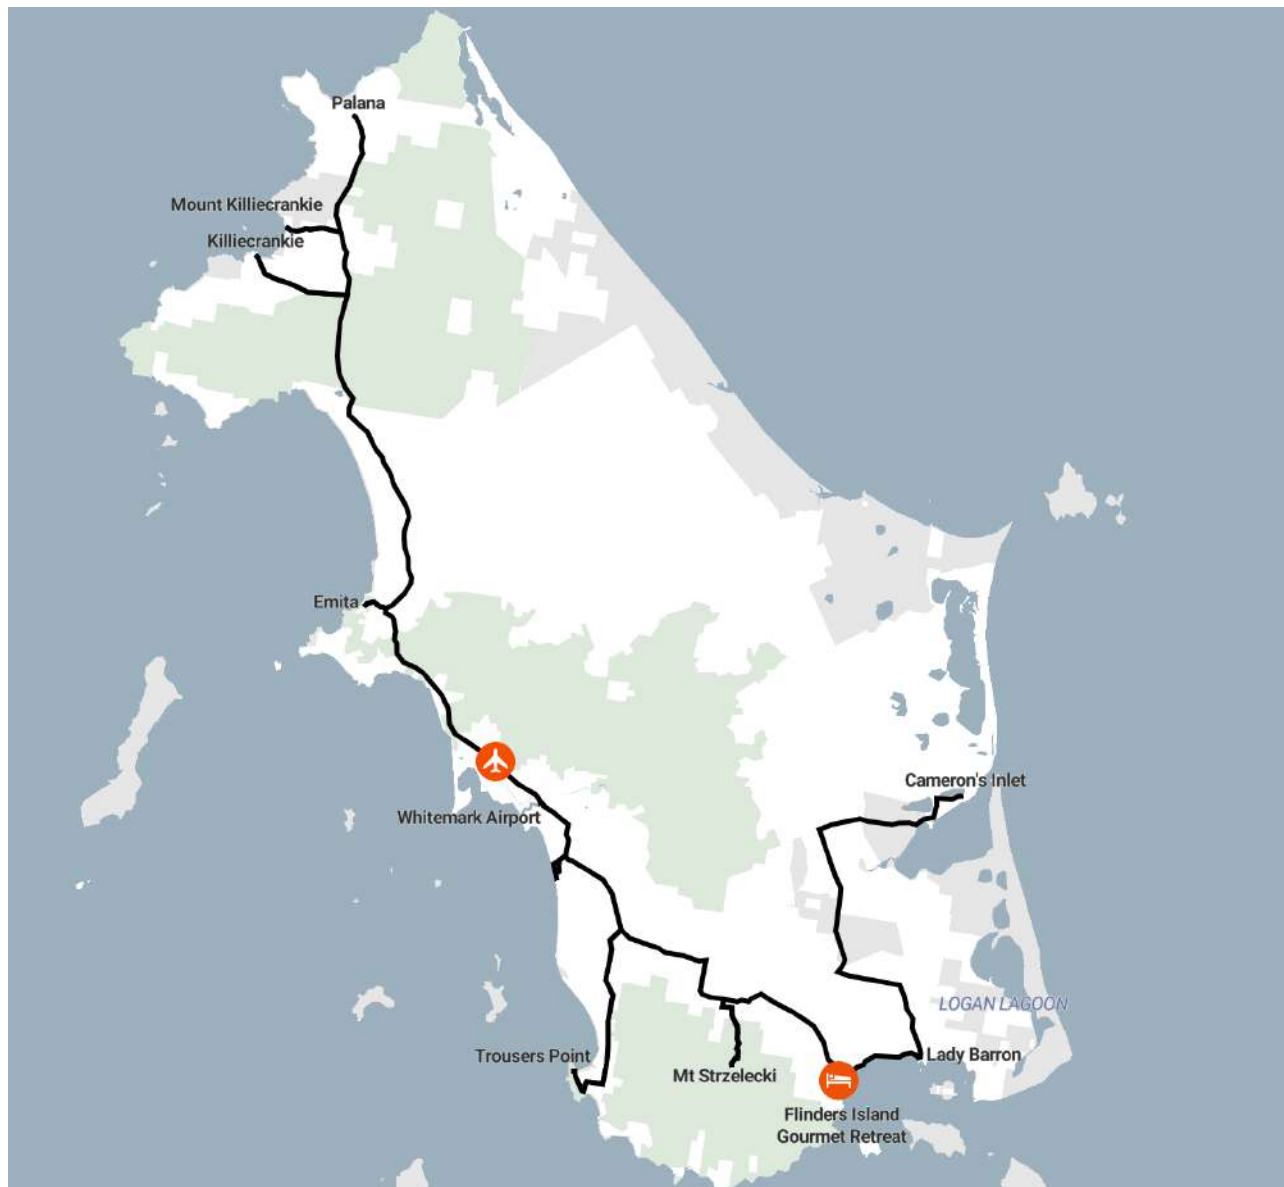 Palana
Mount Killiecrankie
Killiecrankie
Emita
Cameron's Inlet
Whitemark Airport
LOGAN LAGOON
Trousers Point
Lady Barron
Mt Strzelecki
Flinders Island
Gourmet Retreat